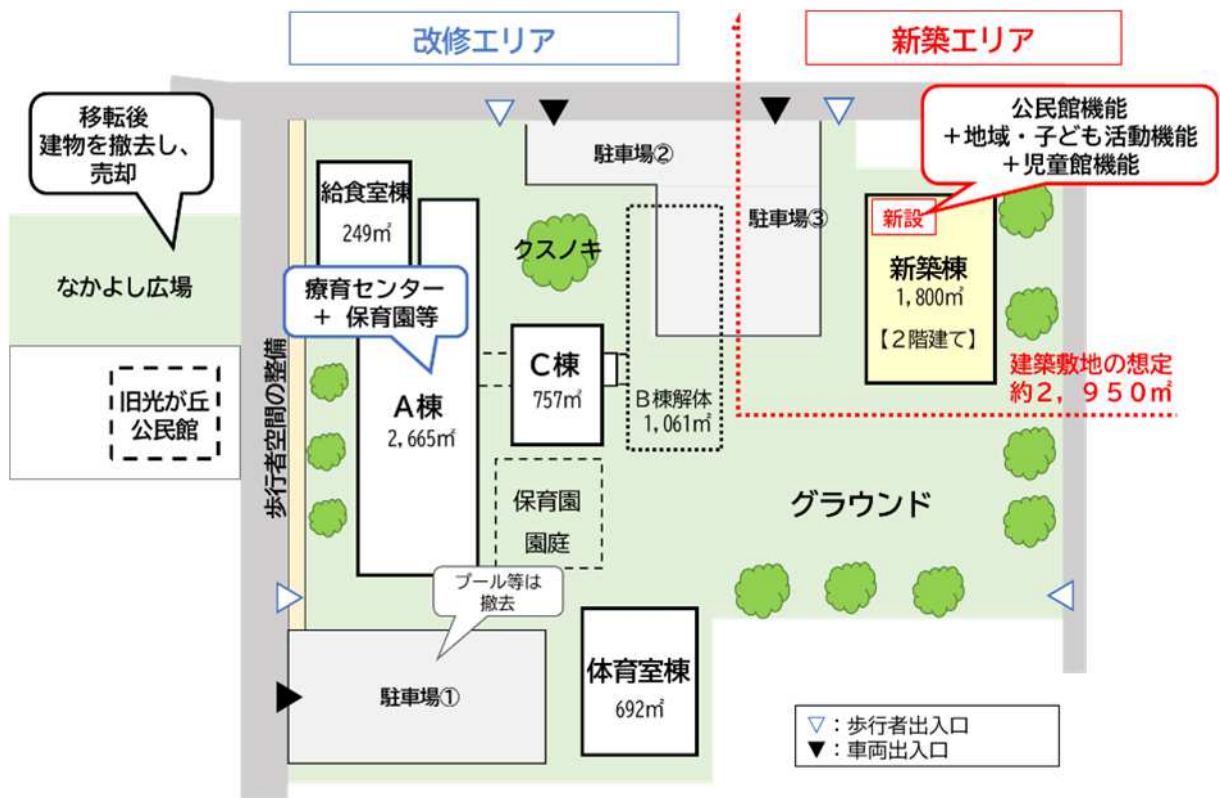 改修エリア
新築エリア
移転後
建物を撤去し、
売却
公民館機能
＋地域・子ども活動機能
＋児童館機能
駐車場②
給食室棟
249㎡
クスノキ
駐車場③
新設
新築棟
1,800㎡
【２階建て】
なかよし広場
療育センター
＋ 保育園等
歩行者空間の整備
Ｃ棟
757㎡
Ｂ棟解体
1,061㎡
建築敷地の想定
約２，９５０㎡
旧光が丘
公民館
Ａ棟
2,665㎡
保育園
園庭
グラウンド
プール等は
撤去
駐車場①
体育室棟
692㎡
▽：歩行者出入口
▼：車両出入口